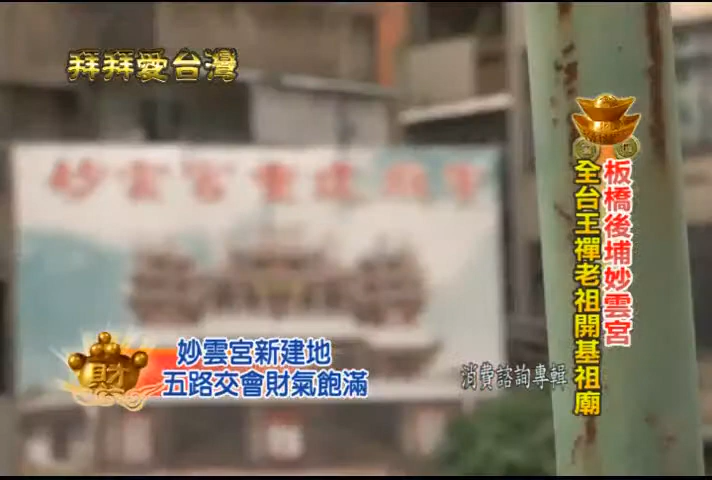 拜拜愛台灣
板橋後埔妙雲宮
全台王禪老祖開基祖廟
妙雲宮重建
財
妙雲宮新建地
五路交會財氣飽滿
消費諮詢專輯